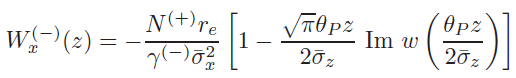 W_x^{(-)}(z) = -\frac{N^{(+)} r_e}{\gamma^{(-)} \bar{\sigma}_x^2} \left[ 1 - \frac{\sqrt{\pi} \theta_P z}{2 \bar{\sigma}_z} \text{ Im } w \left( \frac{\theta_P z}{2 \bar{\sigma}_z} \right) \right]